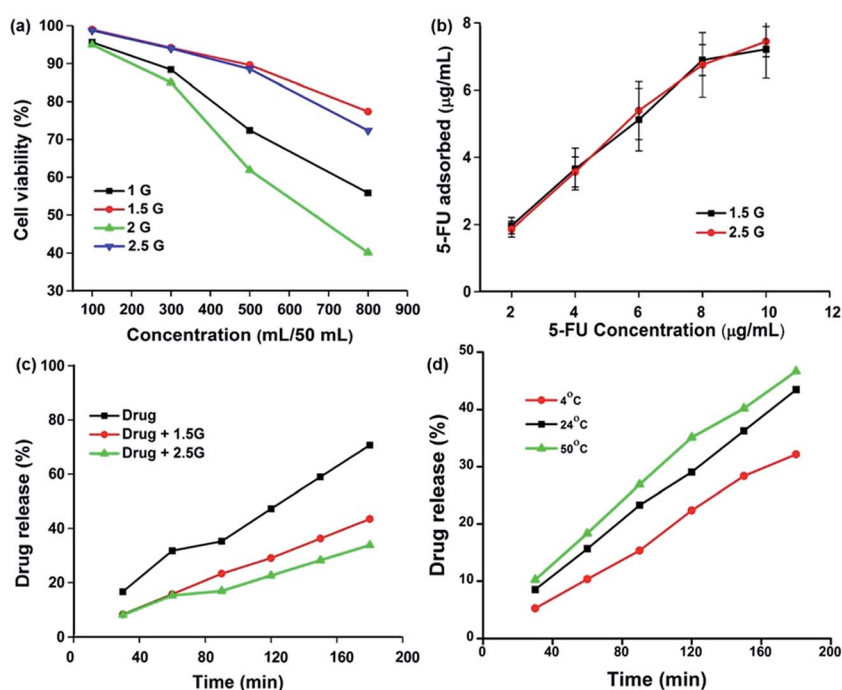 (a)
100
90
80
70
60
50
40
30
Cell viability (%)
1 G
1.5 G
2 G
2.5 G
100 200 300 400 500 600 700 800 900
Concentration (mL/50 mL)
(b)
8
6
4
2
0
5-FU adsorbed (µg/mL)
1.5 G
2.5 G
2 4 6 8 10 12
5-FU Concentration (µg/mL)
(c)
100
80
60
40
20
0
Drug release (%)
Drug
Drug + 1.5G
Drug + 2.5G
0 40 80 120 160 200
Time (min)
(d)
50
40
30
20
10
0
Drug release (%)
4°C
24°C
50°C
0 40 80 120 160 200
Time (min)